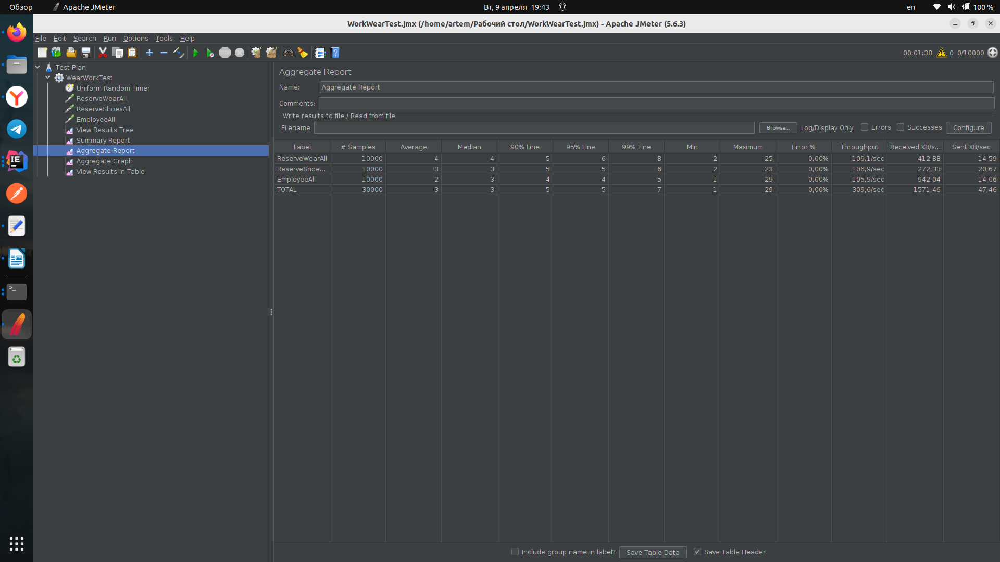 Обзор Apache JMeter Вт, 9 апреля 19:43 en 100 %
WorkWearTest.jmx (/home/artem/Рабочий стол/WorkWearTest.jmx) - Apache JMeter (5.6.3)
File Edit Search Run Options Tools Help
00:01:38 0 0/10000
Test Plan
WearWorkTest
Uniform Random Timer
ReserveWearAll
ReserveShoesAll
EmployeeAll
View Results Tree
Summary Report
Aggregate Report
Aggregate Graph
View Results in Table
Aggregate Report
Name: Aggregate Report
Comments:
Write results to file / Read from file
Filename Browse... Log/Display Only: Errors Successes Configure
Label # Samples Average Median 90% Line 95% Line 99% Line Min Maximum Error % Throughput Received KB/s... Sent KB/sec
ReserveWearAll 10000 4 4 5 6 8 2 25 0,00% 109,1/sec 412,88 14,59
ReserveShoe... 10000 3 3 5 5 6 2 23 0,00% 106,9/sec 272,33 20,67
EmployeeAll 10000 2 3 4 4 5 1 29 0,00% 105,9/sec 942,04 14,06
TOTAL 30000 3 3 5 5 7 1 29 0,00% 309,6/sec 1571,46 47,46
Include group name in label? Save Table Data Save Table Header